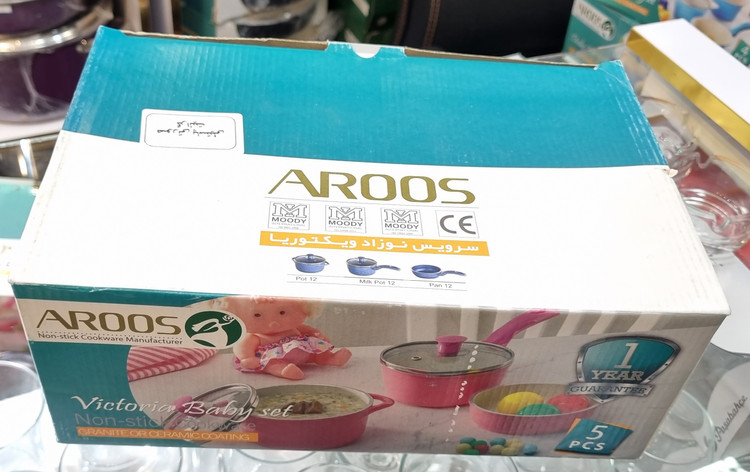 AROOS
MOODY
MOODY
MOODY
CE
سرویس نوزاد ویکتوریا
Pot 12
Milk Pot 12
Pan 12
AROOS
Non-stick Cookware Manufacturer
1
YEAR
GUARANTEE
Victoria Baby set
Non-stick
GRANITE OR CERAMIC COATING
5
PCS